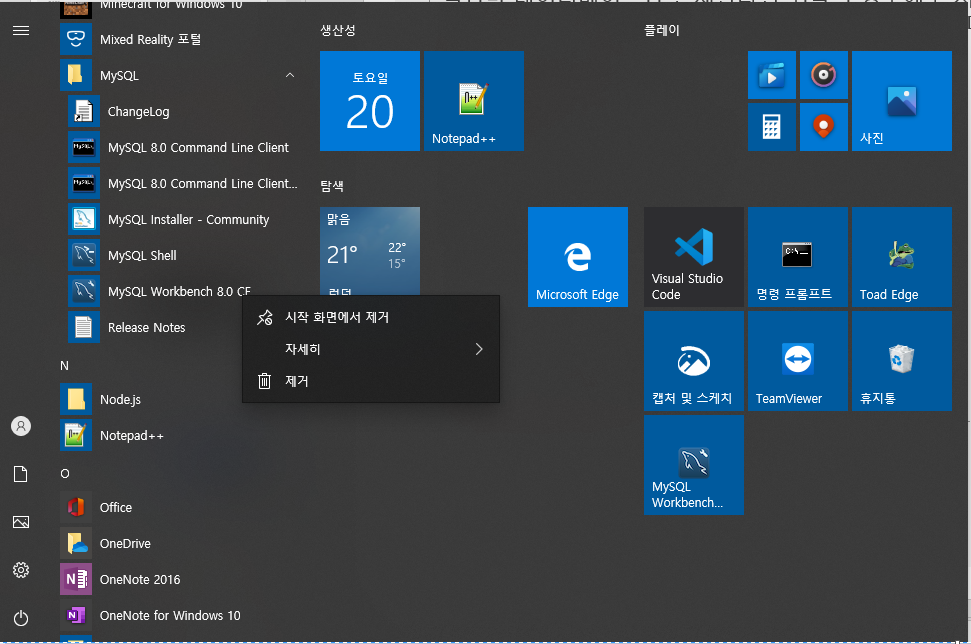 Minecraft for Windows 10
Mixed Reality 포털
MySQL
ChangeLog
MySQL 8.0 Command Line Client
MySQL 8.0 Command Line Client...
MySQL Installer - Community
MySQL Shell
MySQL Workbench 8.0 CE
Release Notes
N
Node.js
Notepad++
O
Office
OneDrive
OneNote 2016
OneNote for Windows 10
생산성
토요일
20
Notepad++
탐색
맑음
21°
22°
15°
런던
Microsoft Edge
시작 화면에서 제거
자세히
제거
플레이
사진
Visual Studio
Code
명령 프롬프트
Toad Edge
캡처 및 스케치
TeamViewer
휴지통
MySQL
Workbench...